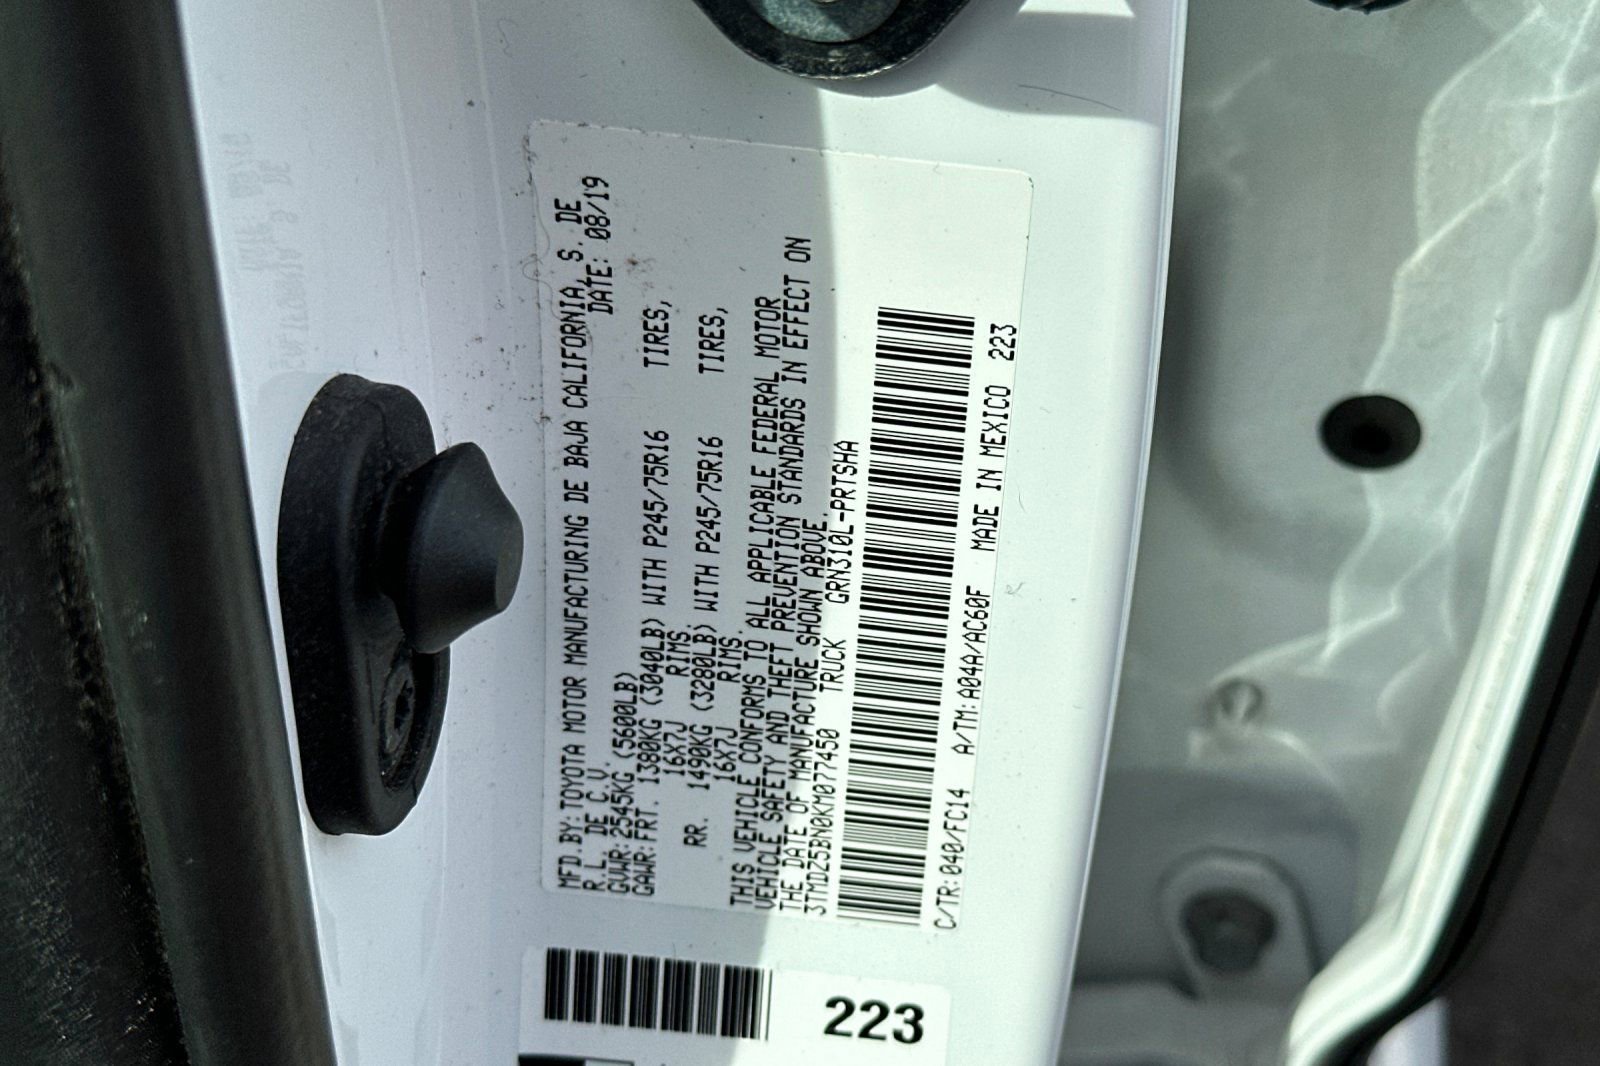 MFD.BY:TOYOTA MOTOR MANUFACTURING DE BAJA CALIFORNIA, S. DE
R.L. DE C.V. DATE: 08/19
GVWR:2545KG (5600LB)
GAWR:FRT. 1380KG (3040LB) WITH P245/75R16 TIRES,
16X7J RIMS.
RR. 1490KG (3280LB) WITH P245/75R16 TIRES,
16X7J RIMS.
THIS VEHICLE CONFORMS TO ALL APPLICABLE FEDERAL MOTOR
VEHICLE SAFETY AND THEFT PREVENTION STANDARDS IN EFFECT ON
THE DATE OF MANUFACTURE SHOWN ABOVE.
3TMDZ5BN0KM077450 TRUCK GRN310L-PRTSHA
C/TR:040/FC14 A/TM:A04A/AC60F MADE IN MEXICO 223
223